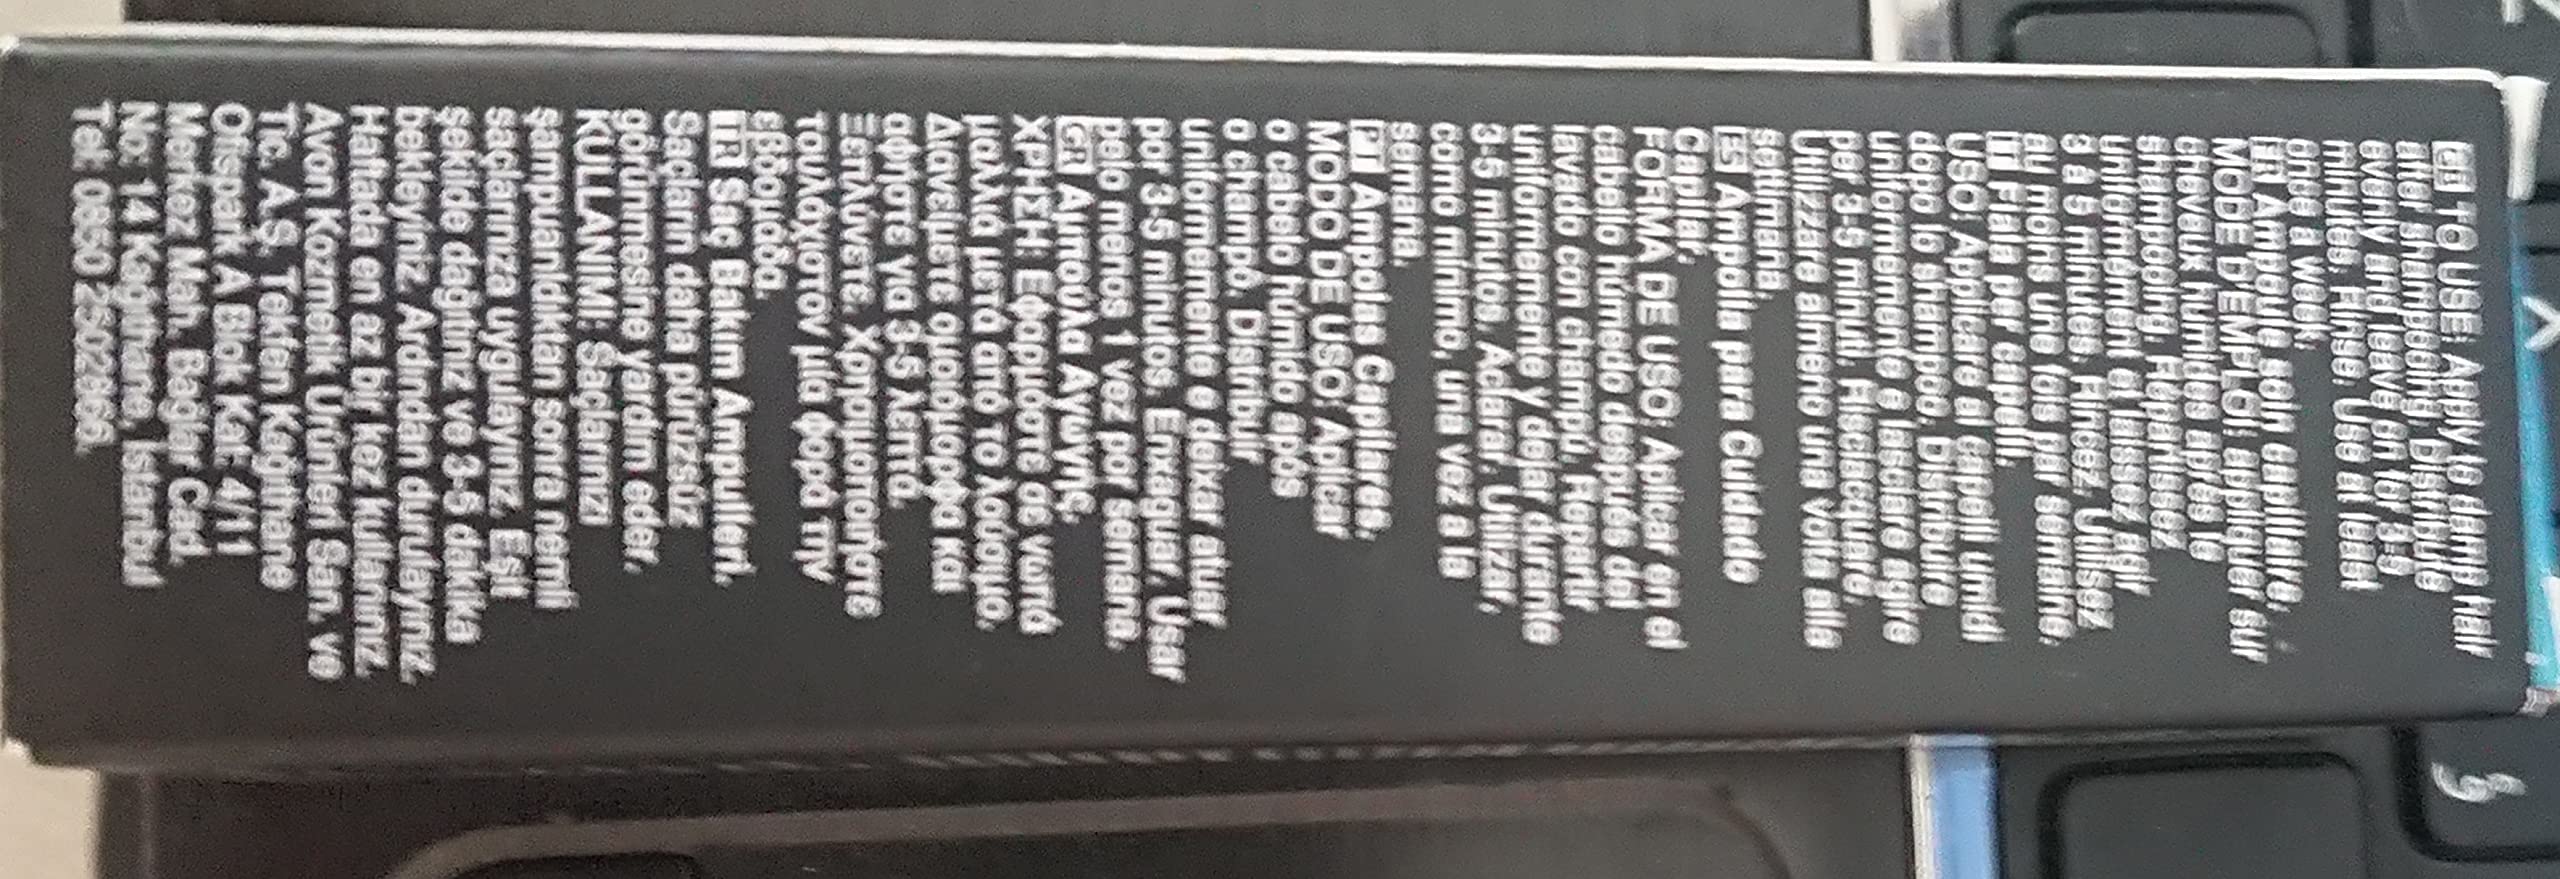 GB TO USE: Apply to damp hair
after shampooing. Distribute
evenly and leave on for 3-5
minutes. Rinse. Use at least
once a week.
FR Ampoule soin capillaire.
MODE D'EMPLOI: appliquer sur
cheveux humides après le
shampooing. Répartissez
uniformément et laissez agir
3 à 5 minutes. Rincez. Utilisez
au moins une fois par semaine.
IT Fiala per capelli.
USO: Applicare ai capelli umidi
dopo lo shampoo. Distribuire
uniformemente e lasciare agire
per 3-5 minuti. Risciacquare.
Utilizzare almeno una volta alla
settimana.
ES Ampolla para Cuidado
Capilar.
FORMA DE USO: Aplicar en el
cabello húmedo después del
lavado con champú. Repartir
uniformemente y dejar durante
3-5 minutos. Aclarar. Utilizar,
como mínimo, una vez a la
semana.
PT Ampolas Capilares.
MODO DE USO: Aplicar
o cabelo húmido após
o champô. Distribuir
uniformemente e deixar atuar
por 3-5 minutos. Enxaguar. Usar
pelo menos 1 vez por semana.
GR Αμπούλα Αγωγής.
ΧΡΗΣΗ: Εφαρμόστε σε νωπά
μαλλιά μετά από το λούσιμο.
Διανείμετε ομοιόμορφα και
αφήστε για 3-5 λεπτά.
Ξεπλύνετε. Χρησιμοποιήστε
τουλάχιστον μια φορά την
εβδομάδα.
TR Saç Bakım Ampulleri.
Saçların daha pürüzsüz
görünmesine yardım eder.
KULLANIMI: Saçlarınızı
şampuanladıktan sonra nemli
saçlarınıza uygulayınız. Eşit
şekilde dağıtınız ve 3-5 dakika
bekleyiniz. Ardından durulayınız.
Haftada en az bir kez kullanınız.
Avon Kozmetik Ürünleri San. ve
Tic. A.Ş. Tekfen Kağıthane
Ofispark A Blok Kat: 4/11
Merkez Mah. Bağlar Cad.
No: 14 Kağıthane, İstanbul
Tel: 0850 2502966.